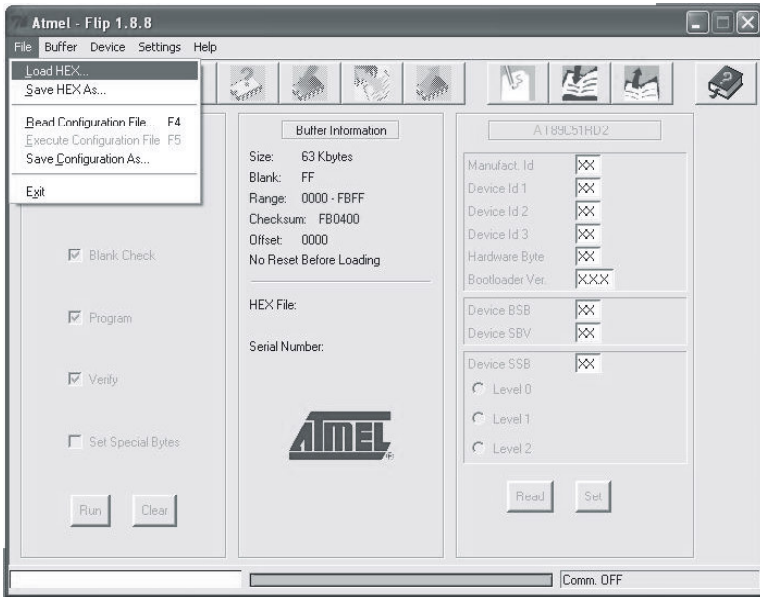 Atmel - Flip 1.8.8
File Buffer Device Settings Help
Load HEX...
Save HEX As...
Read Configuration File... F4
Execute Configuration File F5
Save Configuration As...
Exit
Blank Check
Program
Verify
Set Special Bytes
Run Clear
Buffer Information
Size: 63 Kbytes
Blank: FF
Range: 0000 - FBFF
Checksum: FB0400
Offset: 0000
No Reset Before Loading
HEX File:
Serial Number:
ATMEL ®
AT89C51RD2
Manufact. Id XX
Device Id 1 XX
Device Id 2 XX
Device Id 3 XX
Hardware Byte XX
Bootloader Ver. XXX
Device BSB XX
Device SBV XX
Device SSB XX
Level 0
Level 1
Level 2
Read Set
Comm. OFF